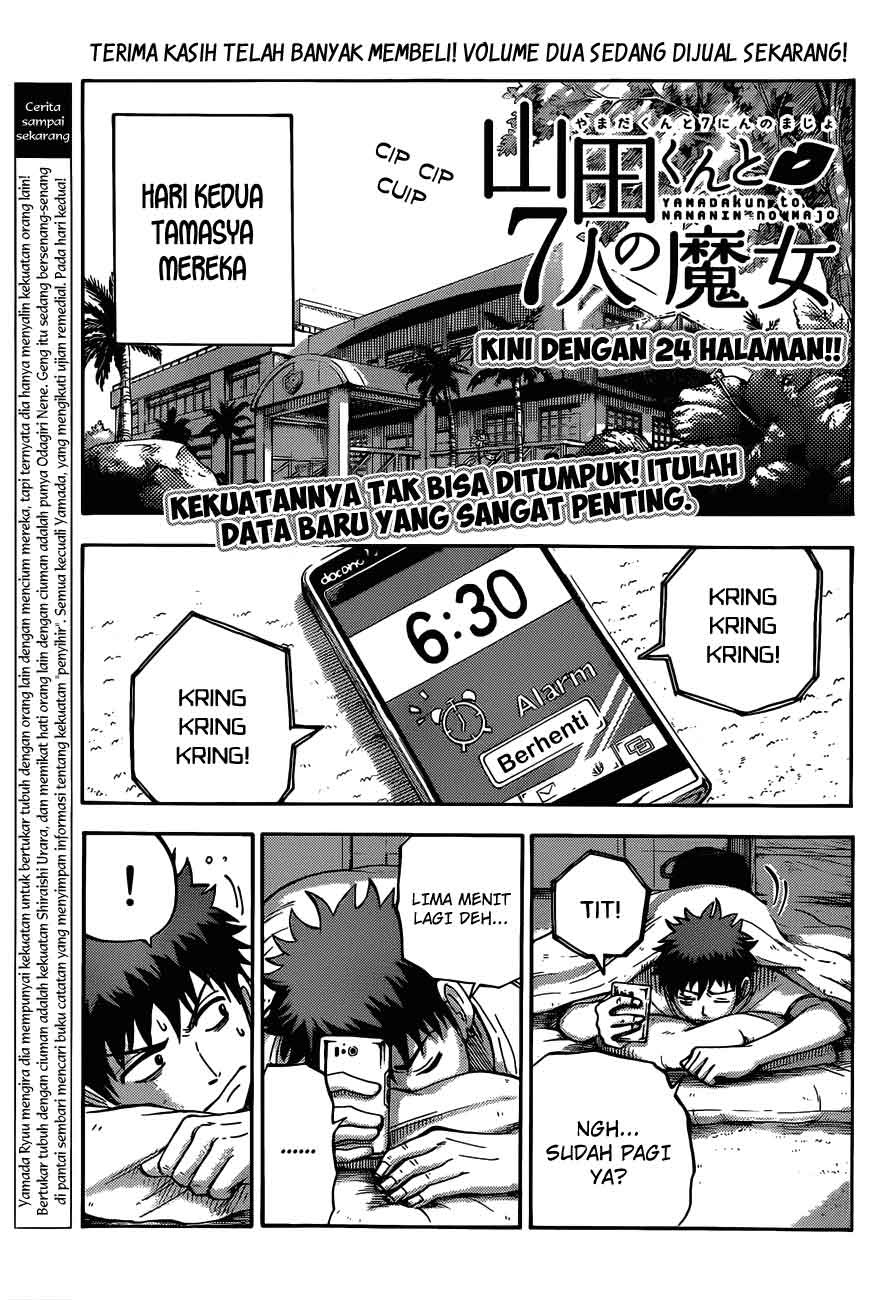 TERIMA KASIH TELAH BANYAK MEMBELI! VOLUME DUA SEDANG DIJUAL SEKARANG!
Cerita
sampai
sekarang
Yamada Ryuu mengira dia mempunyai kekuatan untuk bertukar tubuh dengan orang lain dengan mencium mereka, tapi ternyata dia hanya menyalin kekuatan orang lain!
Bertukar tubuh dengan ciuman adalah kekuatan Shiraishi Urara, dan memikat hati orang lain dengan ciuman adalah punya Odagiri Nene. Geng itu sedang bersenang-senang
di pantai sembari mencari buku catatan yang menyimpan informasi tentang kekuatan "penyihir". Semua kecuali Yamada, yang mengikuti ujian remedial. Pada hari kedua!
やまだくんと7にんのまじょ
山田くんと
YAMADAKUN to
NANANIN no MAJO
7人の魔女
KINI DENGAN 24 HALAMAN!!
HARI KEDUA
TAMASYA
MEREKA
CIP CIP
CUIP
KEKUATANNYA TAK BISA DITUMPUK! ITULAH
DATA BARU YANG SANGAT PENTING.
KRING
KRING
KRING!
docomo
6:30
Alarm
Berhenti
KRING
KRING
KRING!
TIT!
NGH...
SUDAH PAGI
YA?
LIMA MENIT
LAGI DEH...
......
!